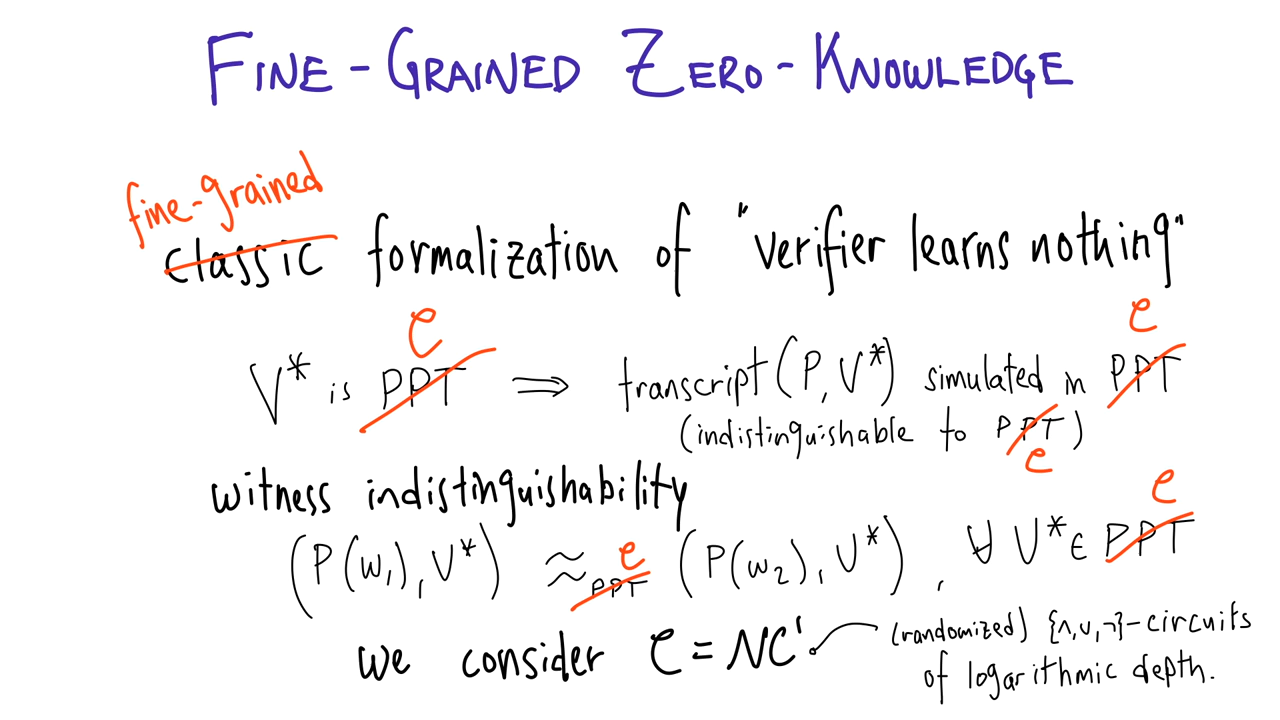 FINE-GRAINED ZERO-KNOWLEDGE
fine-grained
classic formalization of "verifier learns nothing"
C C
V* is PPT ⟹ transcript (P, V*) simulated in PPT
(indistinguishable to PPT)
C
witness indistinguishability
C C
(P(w₁), V*) ≈PPT (P(w₂), V*), ∀ V* ∈ PPT
we consider C = NC¹
(randomized) {∧,∨,¬}-circuits
of logarithmic depth.